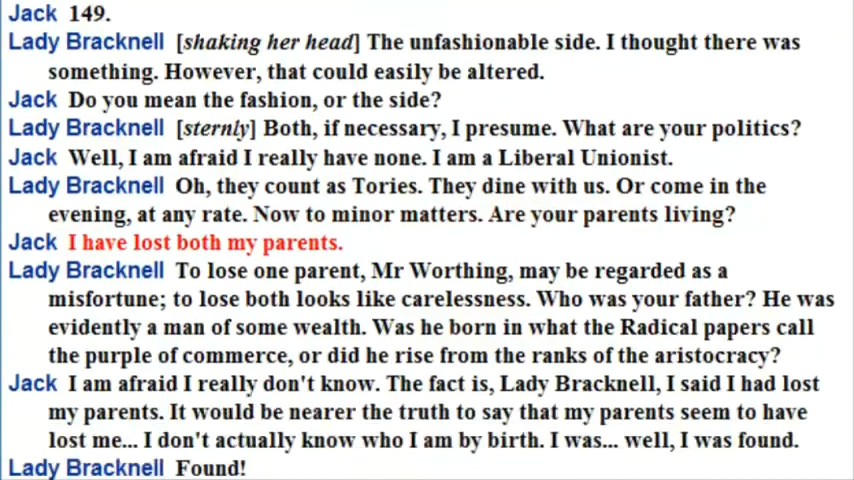 Jack 149.
Lady Bracknell [shaking her head] The unfashionable side. I thought there was
something. However, that could easily be altered.
Jack Do you mean the fashion, or the side?
Lady Bracknell [sternly] Both, if necessary, I presume. What are your politics?
Jack Well, I am afraid I really have none. I am a Liberal Unionist.
Lady Bracknell Oh, they count as Tories. They dine with us. Or come in the
evening, at any rate. Now to minor matters. Are your parents living?
Jack I have lost both my parents.
Lady Bracknell To lose one parent, Mr Worthing, may be regarded as a
misfortune; to lose both looks like carelessness. Who was your father? He was
evidently a man of some wealth. Was he born in what the Radical papers call
the purple of commerce, or did he rise from the ranks of the aristocracy?
Jack I am afraid I really don't know. The fact is, Lady Bracknell, I said I had lost
my parents. It would be nearer the truth to say that my parents seem to have
lost me... I don't actually know who I am by birth. I was... well, I was found.
Lady Bracknell Found!